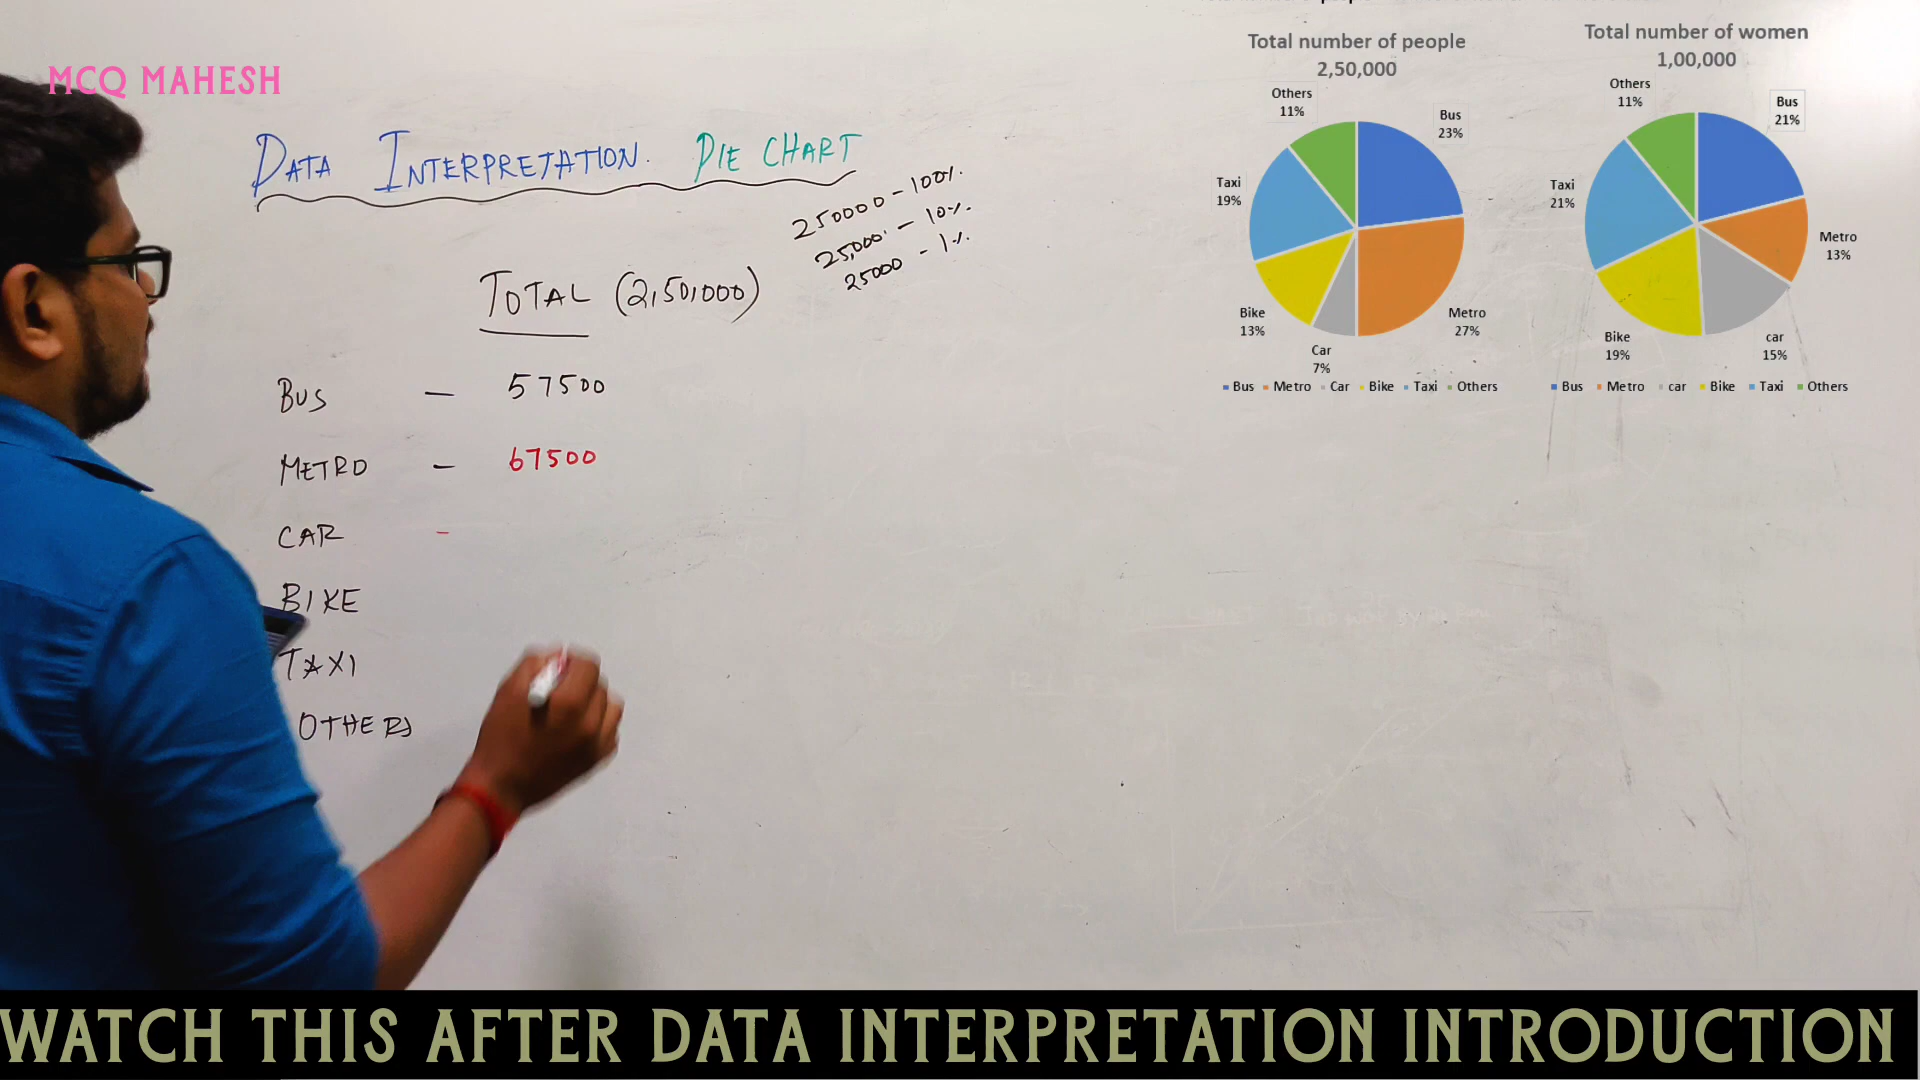 MCQ MAHESH
DATA INTERPRETATION. PIE CHART
250000 - 100%.
25,000. - 10%.
25000 - 1%.
TOTAL (2,50,000)
BUS - 57500
METRO - 67500
CAR -
BIKE
TAXI
OTHERS
Total number of people
2,50,000
Others
11%
Bus
23%
Taxi
19%
Bike
13%
Car
7%
Metro
27%
Bus Metro Car Bike Taxi Others
Total number of women
1,00,000
Others
11%
Bus
21%
Taxi
21%
Metro
13%
Bike
19%
car
15%
Bus Metro car Bike Taxi Others
WATCH THIS AFTER DATA INTERPRETATION INTRODUCTION